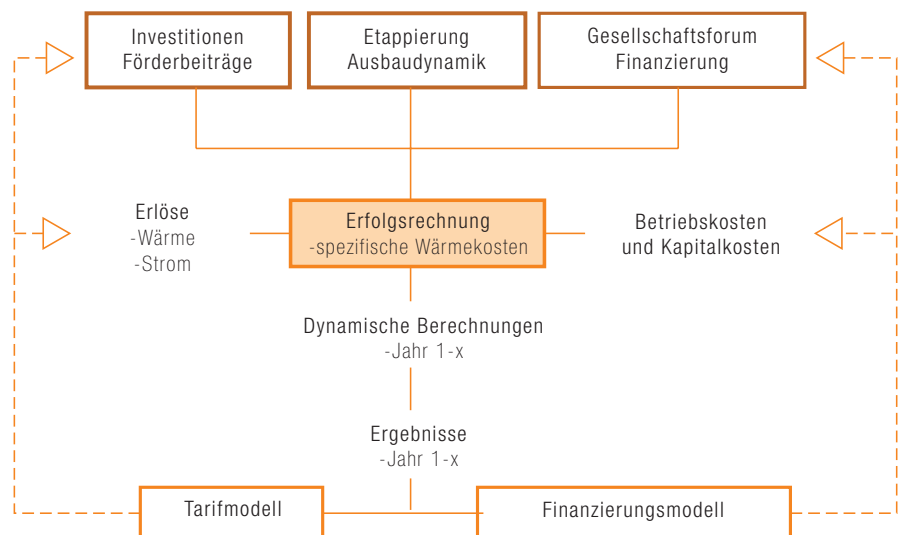 Investitionen
Förderbeiträge
Etappierung
Ausbaudynamik
Gesellschaftsforum
Finanzierung
Erlöse
-Wärme
-Strom
Erfolgsrechnung
-spezifische Wärmekosten
Betriebskosten
und Kapitalkosten
Dynamische Berechnungen
-Jahr 1-x
Ergebnisse
-Jahr 1-x
Tarifmodell
Finanzierungsmodell